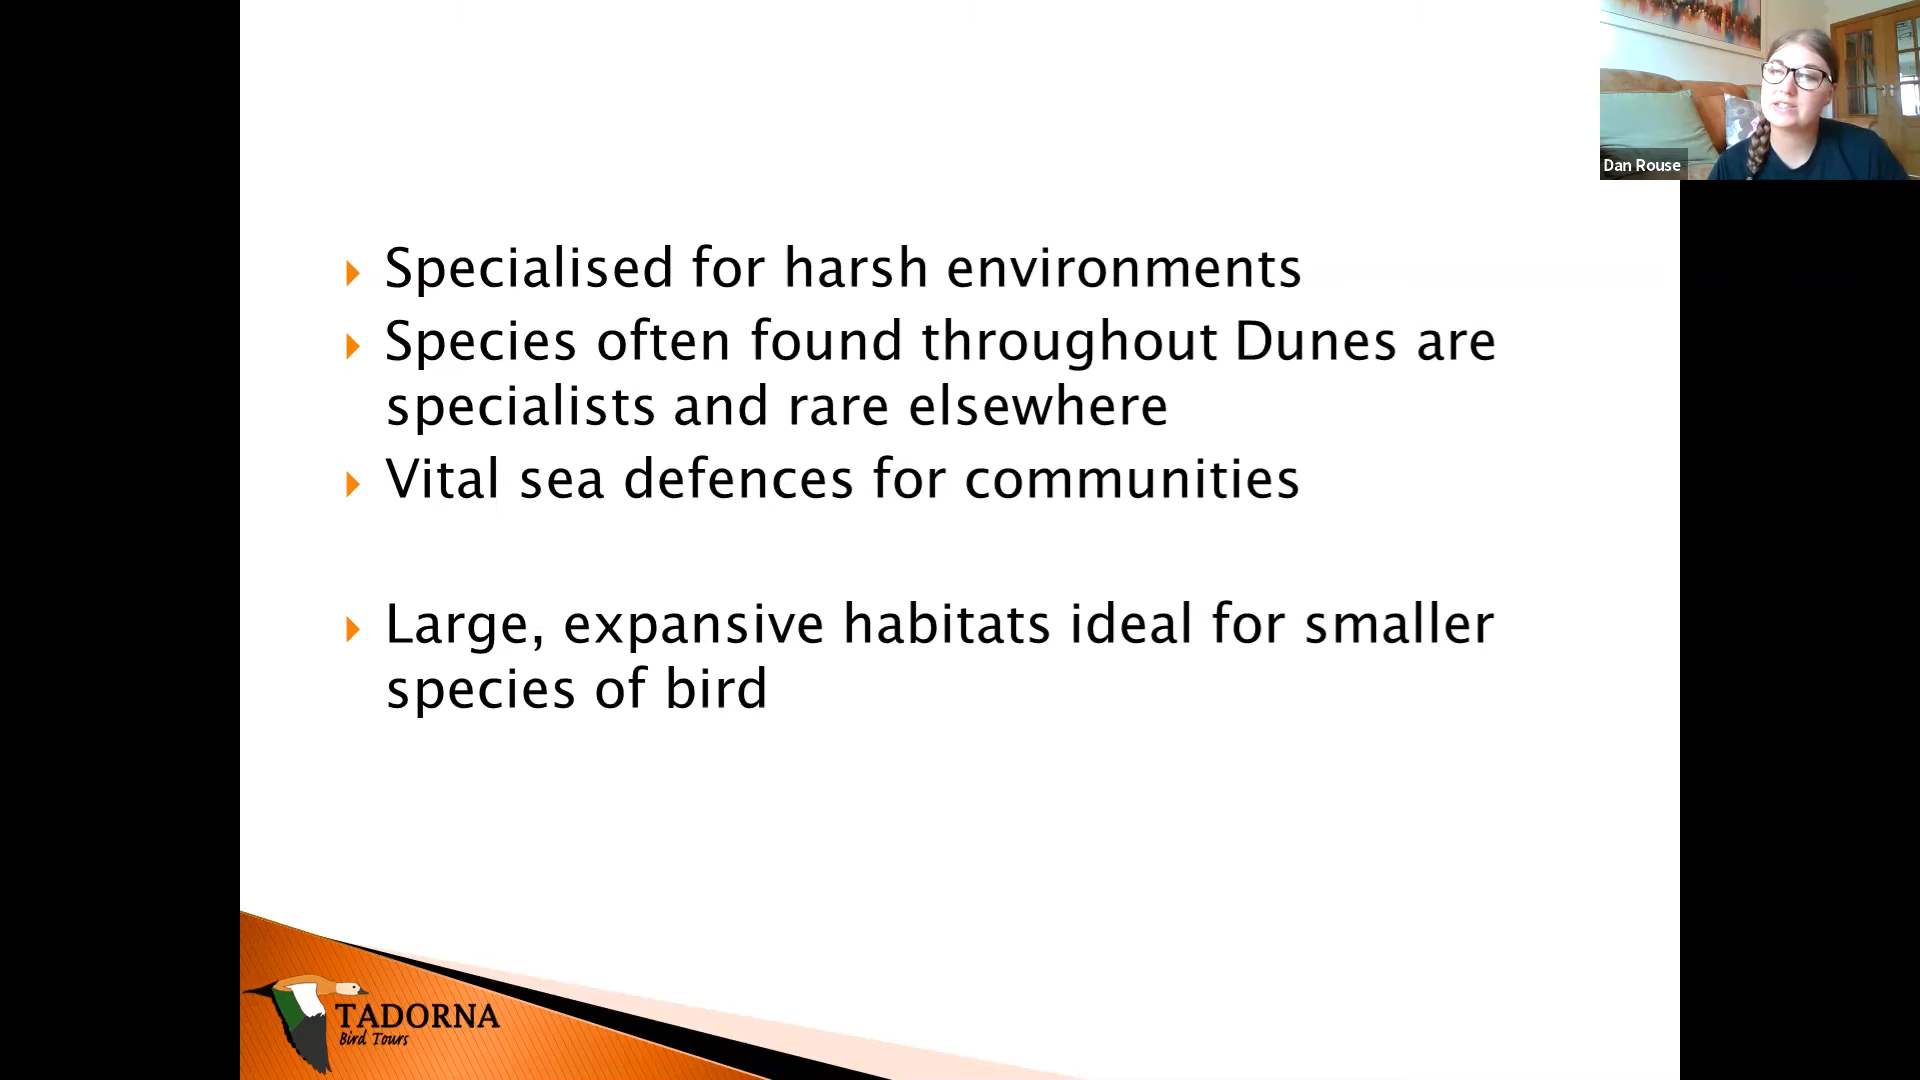 Dan Rouse
Specialised for harsh environments
Species often found throughout Dunes are
specialists and rare elsewhere
Vital sea defences for communities
Large, expansive habitats ideal for smaller
species of bird
TADORNA
Bird Tours